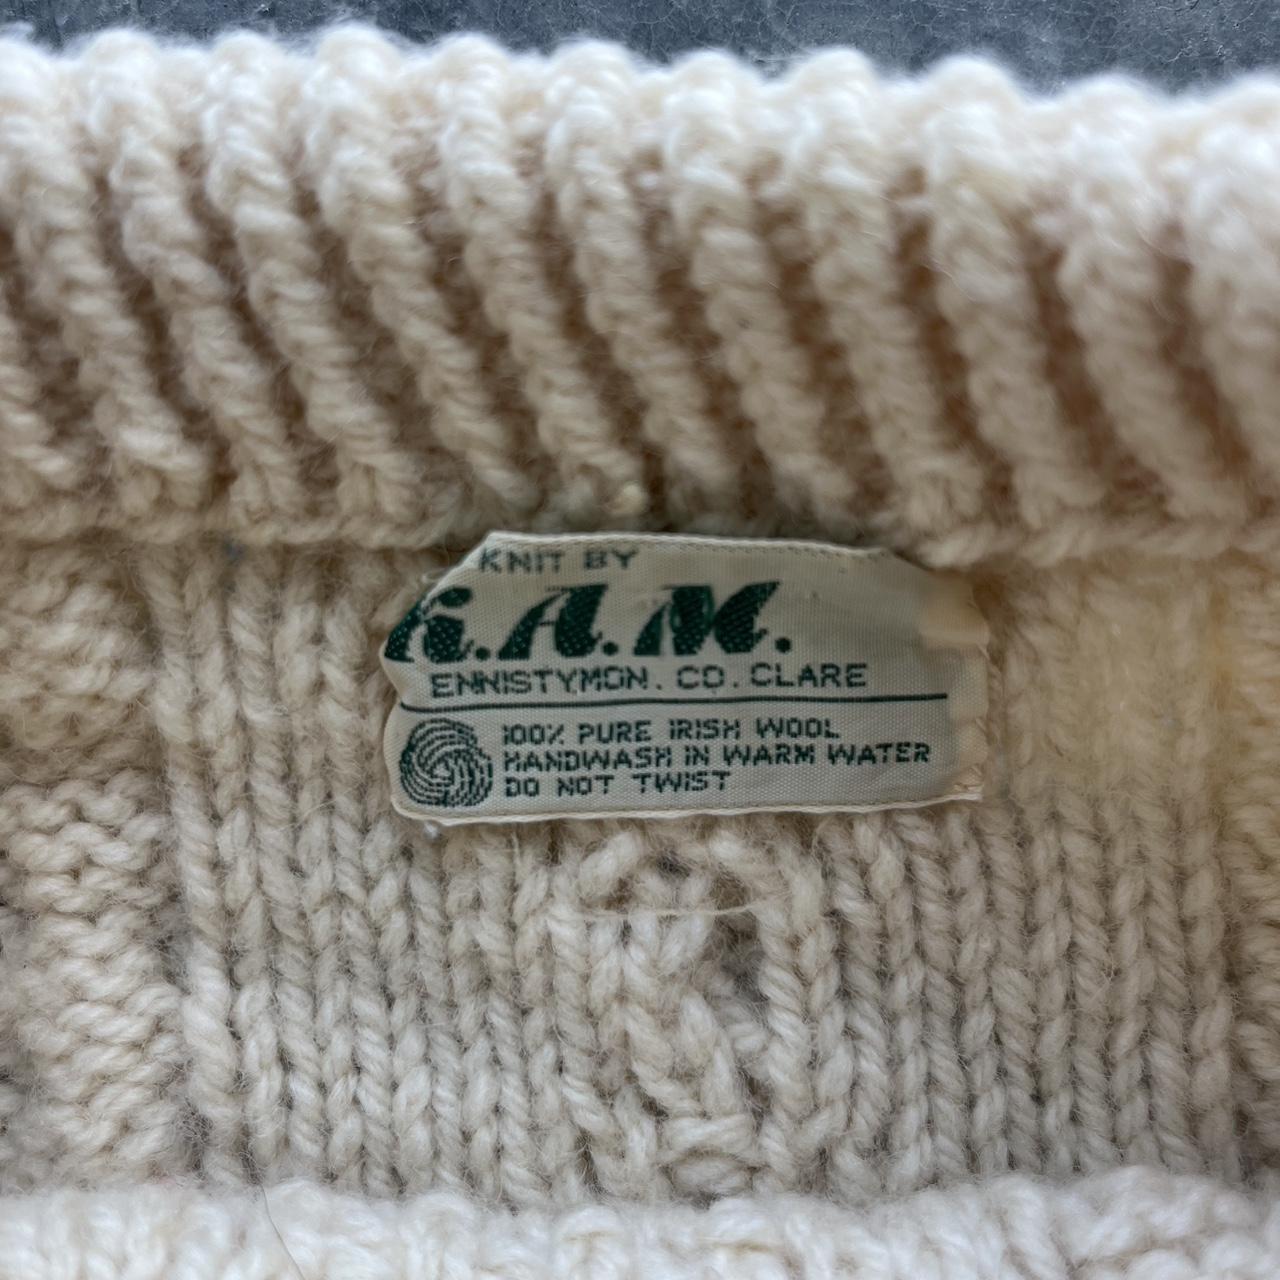 KNIT BY
K.A.M.
ENNISTYMON. CO. CLARE
100% PURE IRISH WOOL
HANDWASH IN WARM WATER
DO NOT TWIST